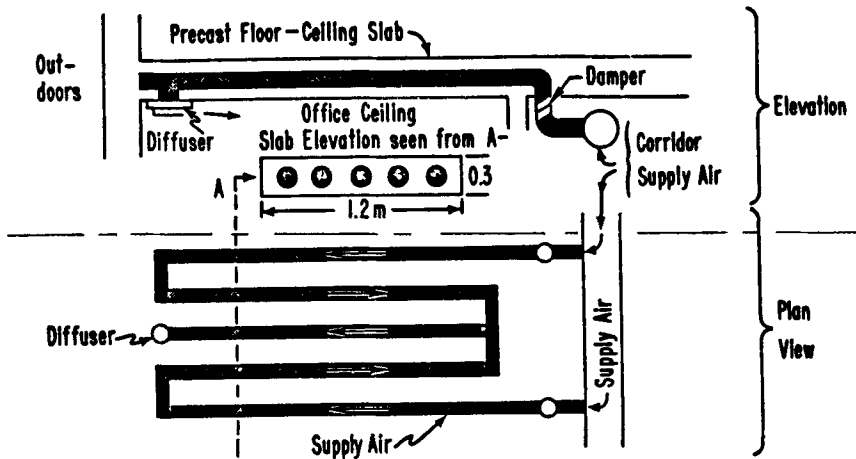 Precast Floor-Ceiling Slab
Out-
doors
Damper
Elevation
Office Ceiling
Diffuser
Slab Elevation seen from A-
Corridor
Supply Air
A
0.3
1.2m
Diffuser
Supply Air
Plan
View
Supply Air